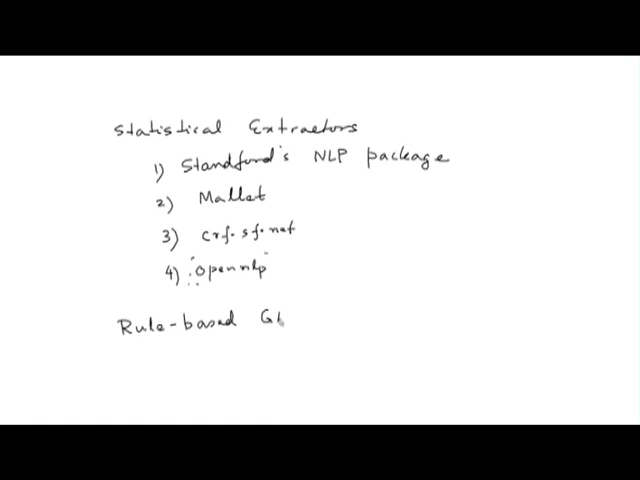 Statistical Extractors
1) Standford's NLP package
2) Mallet
3) crf.sf.net
4) opennlp
Rule-based